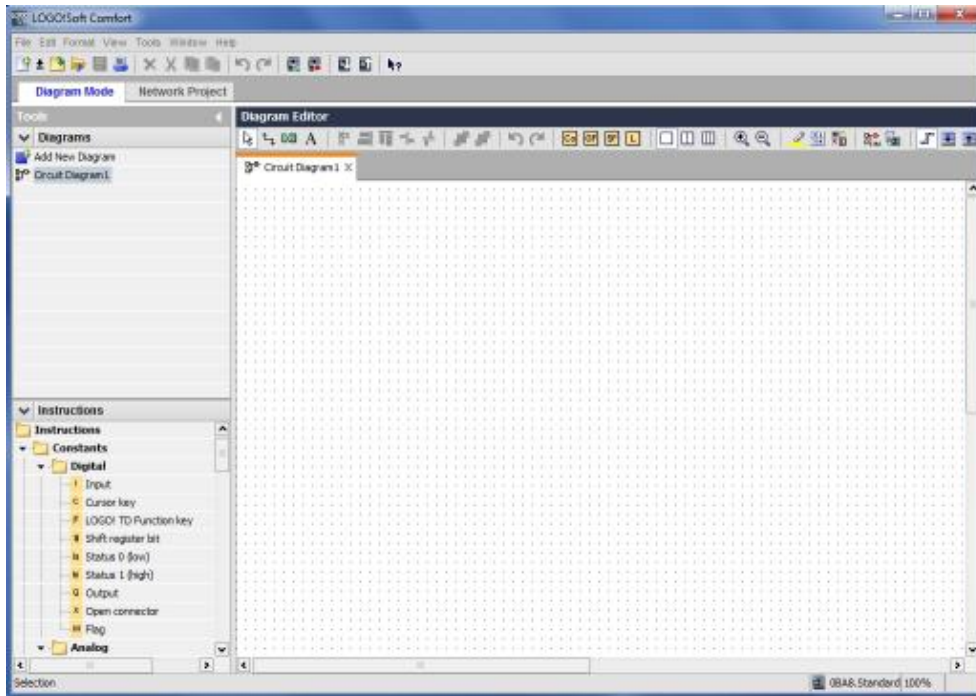 LOGO!Soft Comfort
File Edit Format View Tools Window Help
Diagram Mode Network Project
Tools
Diagram Editor
Diagrams
Add New Diagram
Circuit Diagram1
Circuit Diagram1
Instructions
Instructions
Constants
Digital
I Input
C Cursor key
F LOGO! TD Function key
S Shift register bit
lo Status 0 (low)
hi Status 1 (high)
Q Output
X Open connector
M Flag
Analog
Selection
0BA8.Standard 100%